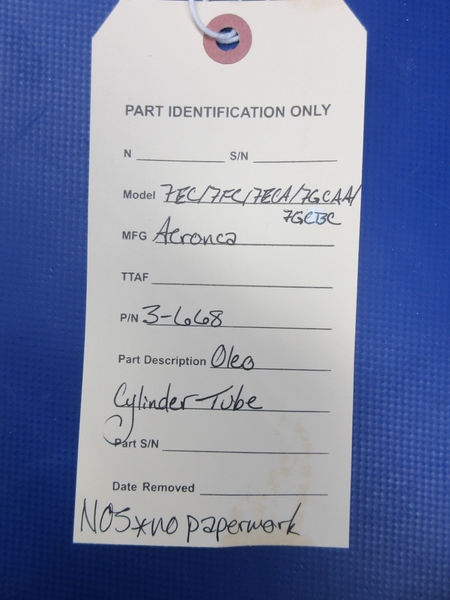 PART IDENTIFICATION ONLY
N S/N
Model 7EC/7FC/7ECA/7GCAA/
7GCBC
MFG Aeronca
TTAF
P/N 3-668
Part Description Oleo
Cylinder Tube
Part S/N
Date Removed
NOS*no paperwork